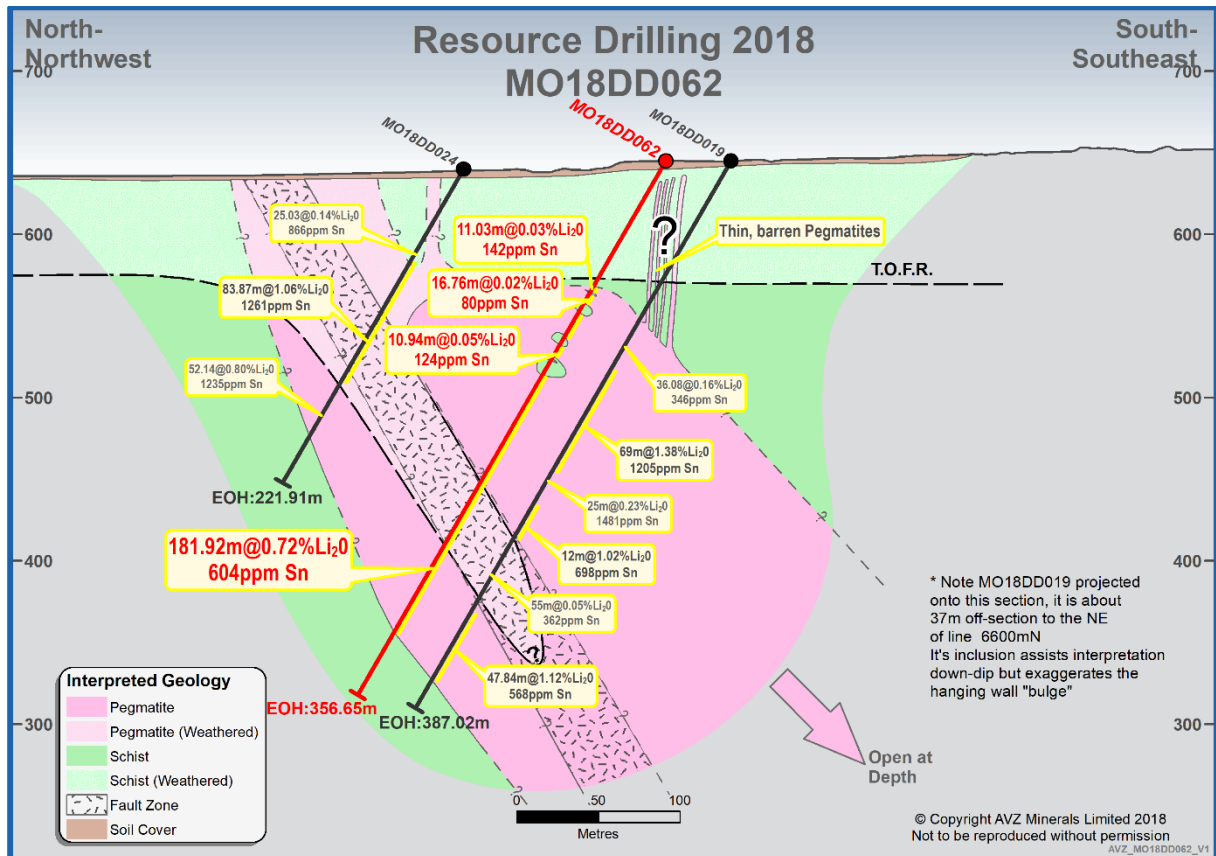 North-
Northwest
Resource Drilling 2018
MO18DD062
South-
Southeast
700
700
MO18DD024
MO18DD062
MO18DD019
25.03@0.14%Li₂0
866ppm Sn
11.03m@0.03%Li₂0
142ppm Sn
?
Thin, barren Pegmatites
600
600
T.O.F.R.
83.87m@1.06%Li₂0
1261ppm Sn
16.76m@0.02%Li₂0
80ppm Sn
10.94m@0.05%Li₂0
124ppm Sn
52.14@0.80%Li₂0
1235ppm Sn
36.08@0.16%Li₂0
346ppm Sn
500
500
69m@1.38%Li₂0
1205ppm Sn
EOH:221.91m
25m@0.23%Li₂0
1481ppm Sn
181.92m@0.72%Li₂0
604ppm Sn
12m@1.02%Li₂0
698ppm Sn
400
400
55m@0.05%Li₂0
362ppm Sn
* Note MO18DD019 projected
onto this section, it is about
37m off-section to the NE
of line 6600mN
It's inclusion assists interpretation
down-dip but exaggerates the
hanging wall "bulge"
?
47.84m@1.12%Li₂0
568ppm Sn
EOH:356.65m
EOH:387.02m
300
300
Open at
Depth
Interpreted Geology
Pegmatite
Pegmatite (Weathered)
Schist
Schist (Weathered)
Fault Zone
Soil Cover
0 50 100
Metres
© Copyright AVZ Minerals Limited 2018
Not to be reproduced without permission
AVZ_MO18DD062_V1